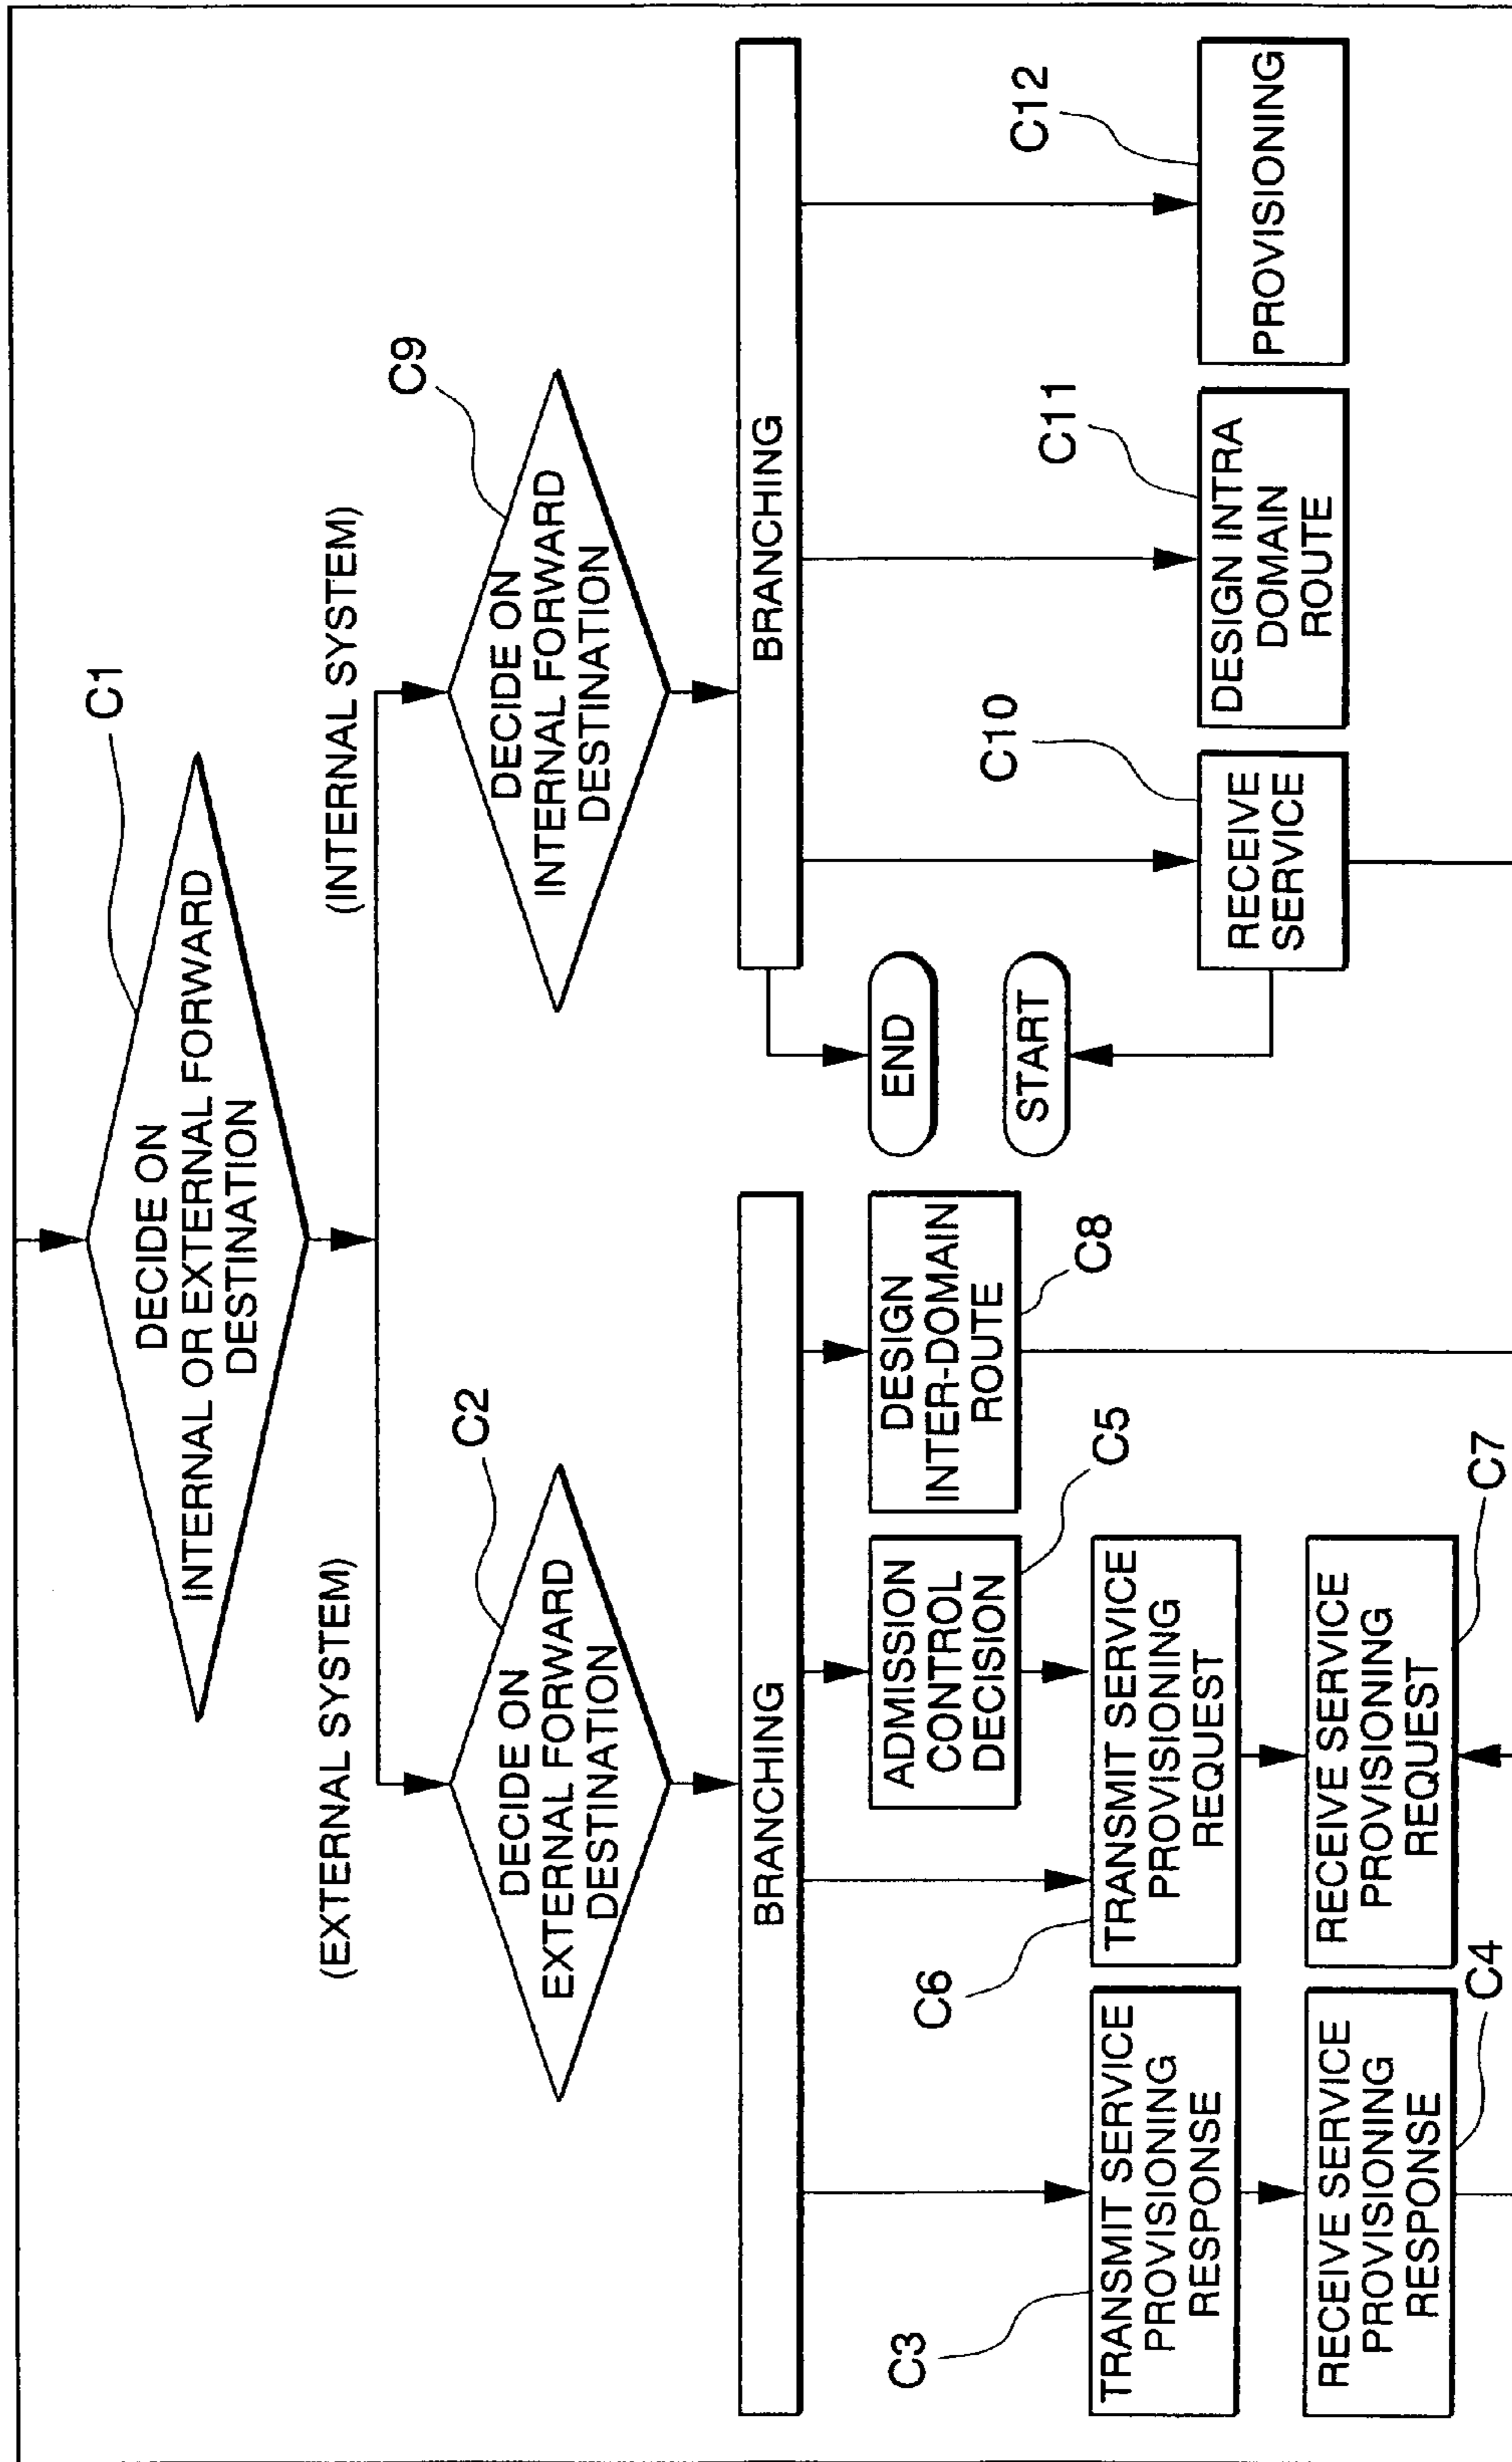 C1
DECIDE ON
INTERNAL OR EXTERNAL FORWARD
DESTINATION
(EXTERNAL SYSTEM)
(INTERNAL SYSTEM)
C2
DECIDE ON
EXTERNAL FORWARD
DESTINATION
C9
DECIDE ON
INTERNAL FORWARD
DESTINATION
BRANCHING
BRANCHING
ADMISSION
CONTROL
DECISION
C5
DESIGN
INTER-DOMAIN
ROUTE
C8
END
START
C3
TRANSMIT SERVICE
PROVISIONING
RESPONSE
C6
TRANSMIT SERVICE
PROVISIONING
REQUEST
C10
RECEIVE
SERVICE
C11
DESIGN INTRA
DOMAIN
ROUTE
C12
PROVISIONING
RECEIVE SERVICE
PROVISIONING
RESPONSE
C4
RECEIVE SERVICE
PROVISIONING
REQUEST
C7